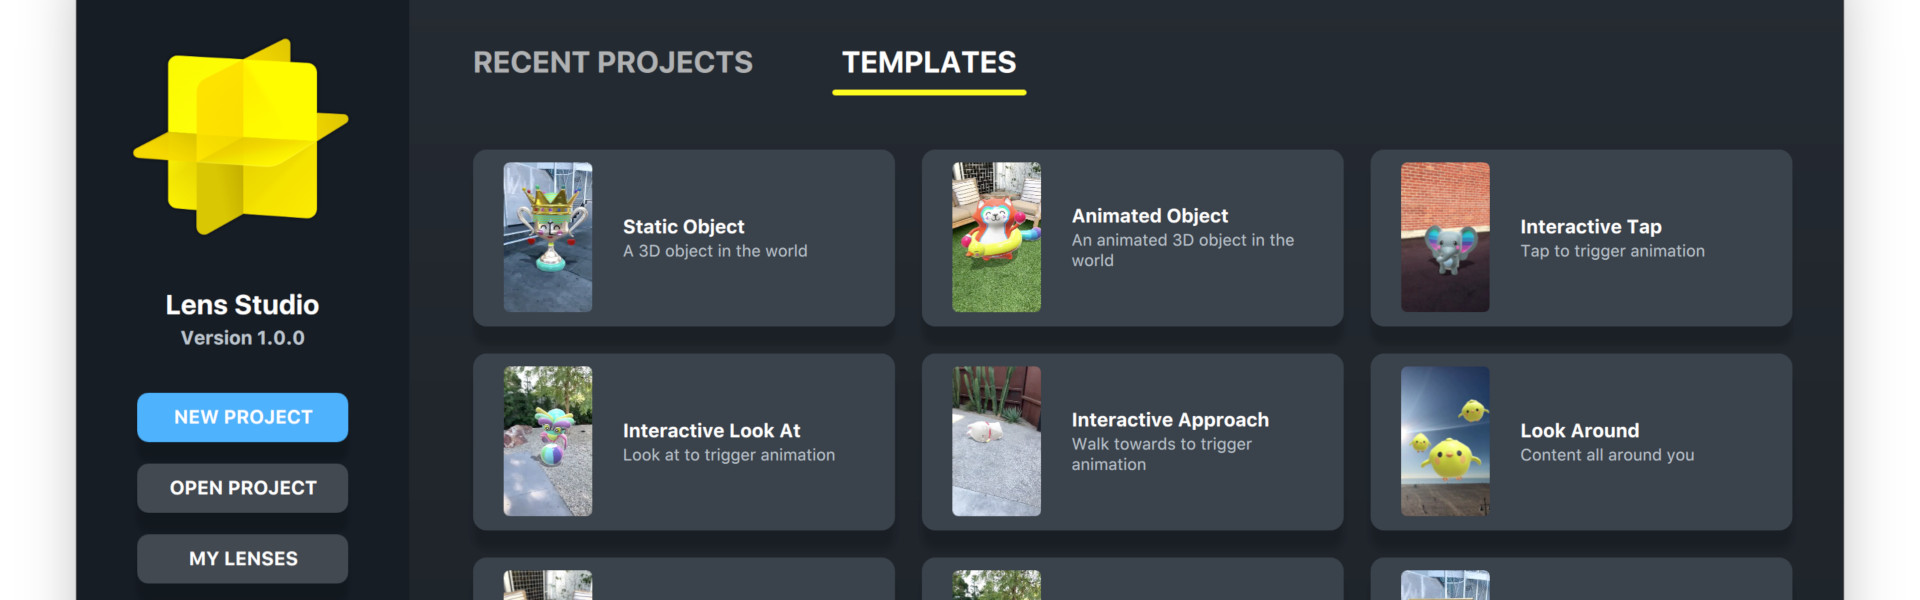 Lens Studio
Version 1.0.0
NEW PROJECT
OPEN PROJECT
MY LENSES
RECENT PROJECTS
TEMPLATES
Static Object
A 3D object in the world
Animated Object
An animated 3D object in the
world
Interactive Tap
Tap to trigger animation
Interactive Look At
Look at to trigger animation
Interactive Approach
Walk towards to trigger
animation
Look Around
Content all around you